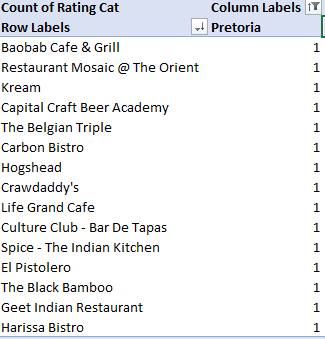 Count of Rating Cat Column Labels
Row Labels Pretoria
Baobab Cafe & Grill 1
Restaurant Mosaic @ The Orient 1
Kream 1
Capital Craft Beer Academy 1
The Belgian Triple 1
Carbon Bistro 1
Hogshead 1
Crawdaddy's 1
Life Grand Cafe 1
Culture Club - Bar De Tapas 1
Spice - The Indian Kitchen 1
El Pistolero 1
The Black Bamboo 1
Geet Indian Restaurant 1
Harissa Bistro 1